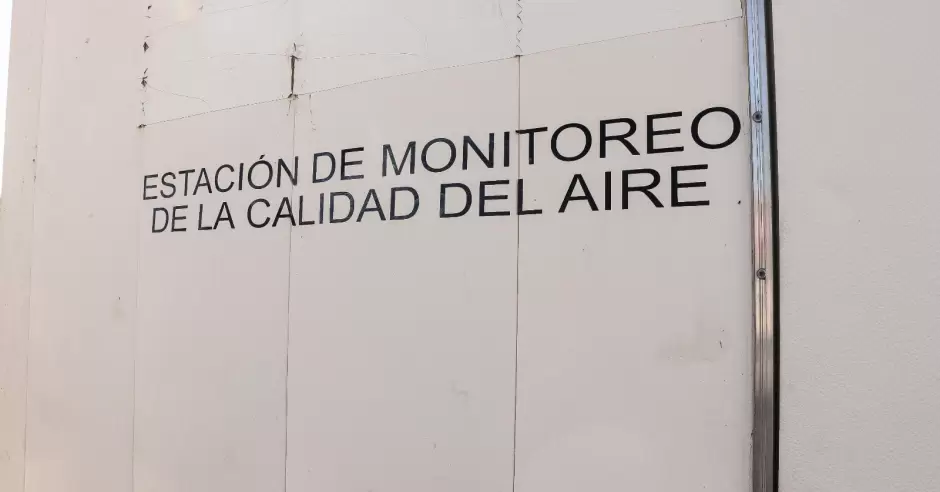 ESTACIÓN DE MONITOREO
DE LA CALIDAD DEL AIRE